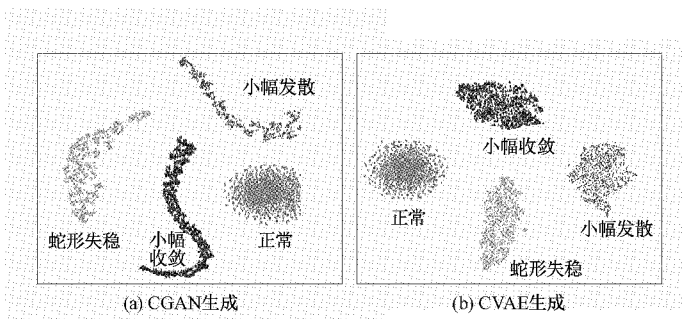 小幅发散
蛇形失稳
小幅
收敛
正常
(a) CGAN生成
小幅收敛
正常
小幅发散
蛇形失稳
(b) CVAE生成